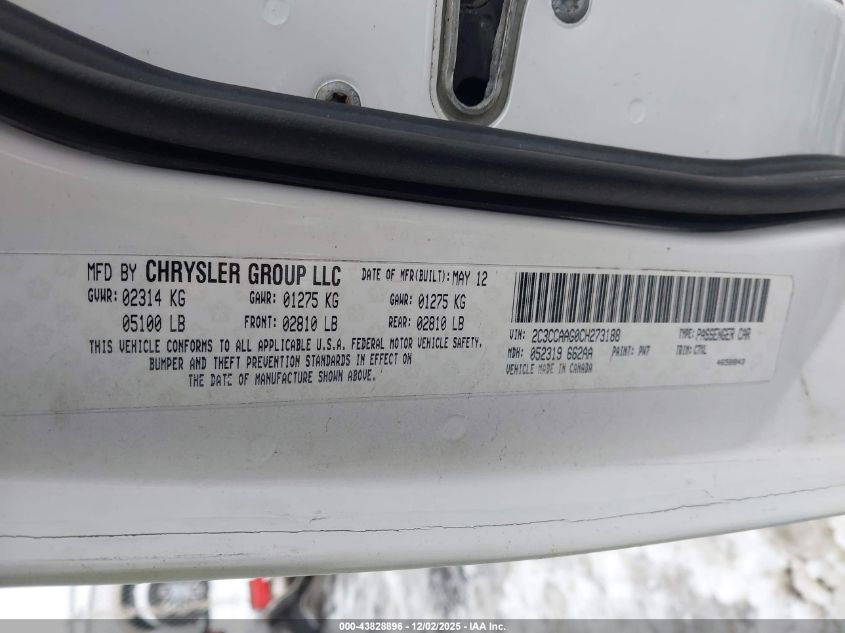 MFD BY CHRYSLER GROUP LLC DATE OF MFR(BUILT): MAY 12
GVWR: 02314 KG GAWR: 01275 KG GAWR: 01275 KG
05100 LB FRONT: 02810 LB REAR: 02810 LB
THIS VEHICLE CONFORMS TO ALL APPLICABLE U.S.A. FEDERAL MOTOR VEHICLE SAFETY,
BUMPER AND THEFT PREVENTION STANDARDS IN EFFECT ON
THE DATE OF MANUFACTURE SHOWN ABOVE.
VIN: 2C3CCAAG0CH273188 TYPE: PASSENGER CAR
MDH: 052319 662AA PAINT: PW7 TRIM: CTML
VEHICLE MADE IN CANADA
000-43828896 - 12/02/2025 - IAA Inc.